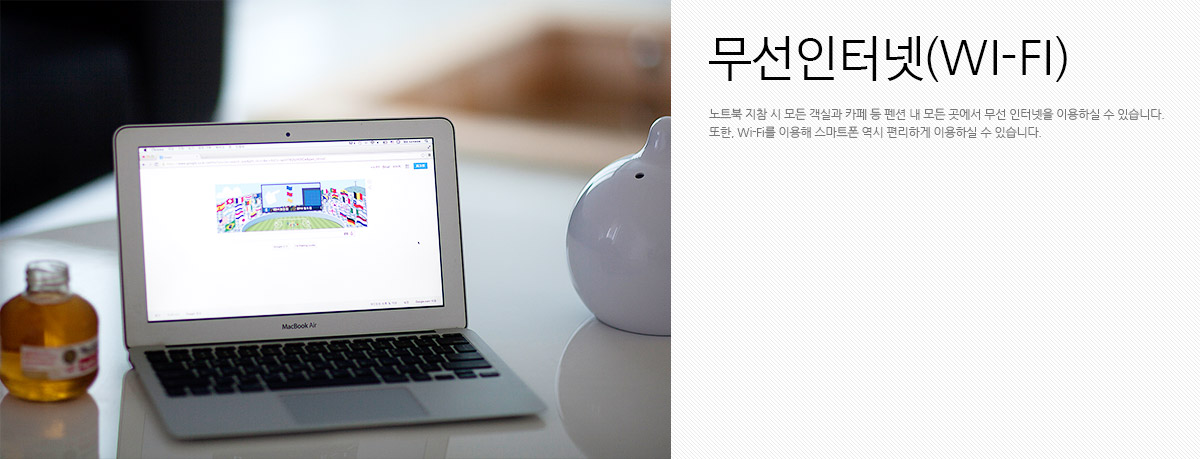 무선인터넷(WI-FI)
노트북 지참 시 모든 객실과 카페 등 펜션 내 모든 곳에서 무선 인터넷을 이용하실 수 있습니다.
또한, Wi-Fi를 이용해 스마트폰 역시 편리하게 이용하실 수 있습니다.
MacBook Air